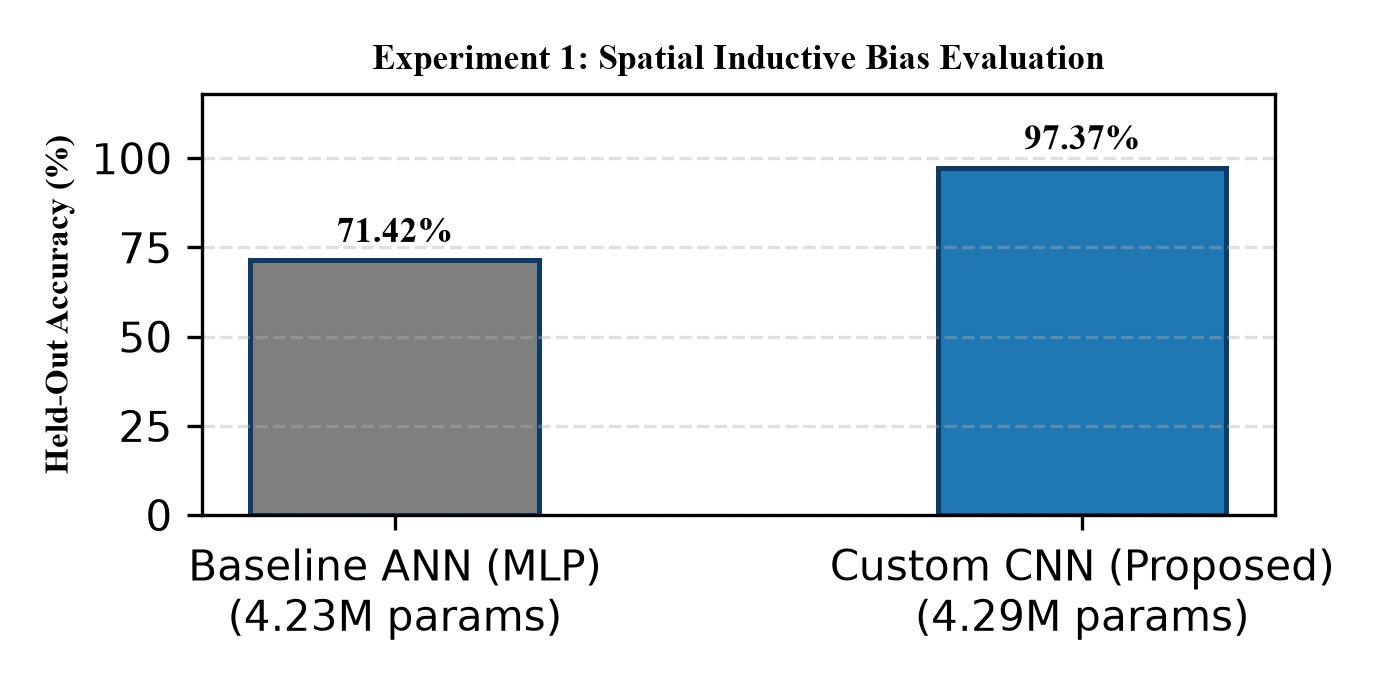 Experiment 1: Spatial Inductive Bias Evaluation
Held-Out Accuracy (%)
100
75
50
25
0
71.42%
97.37%
Baseline ANN (MLP)
(4.23M params)
Custom CNN (Proposed)
(4.29M params)